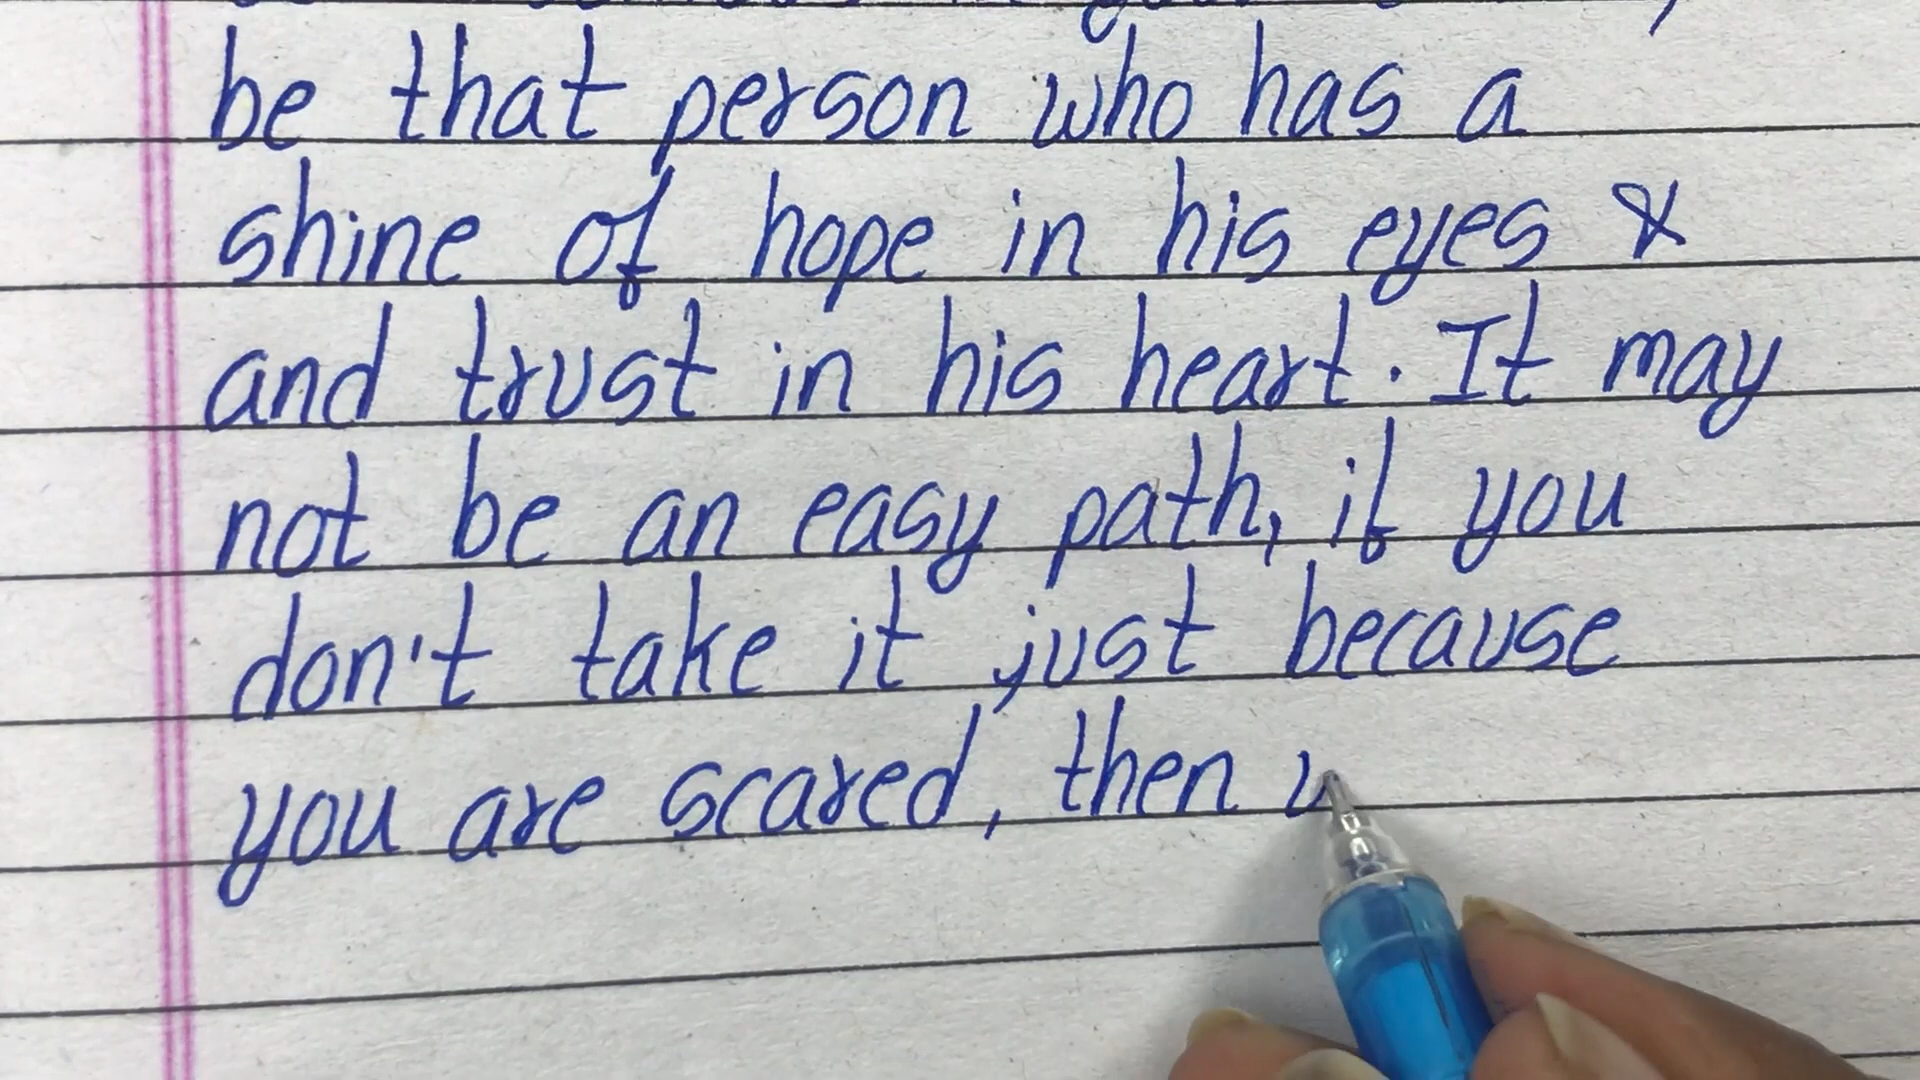 be that person who has a
shine of hope in his eyes &
and trust in his heart. It may
not be an easy path, if you
don't take it just because
you are scared, then